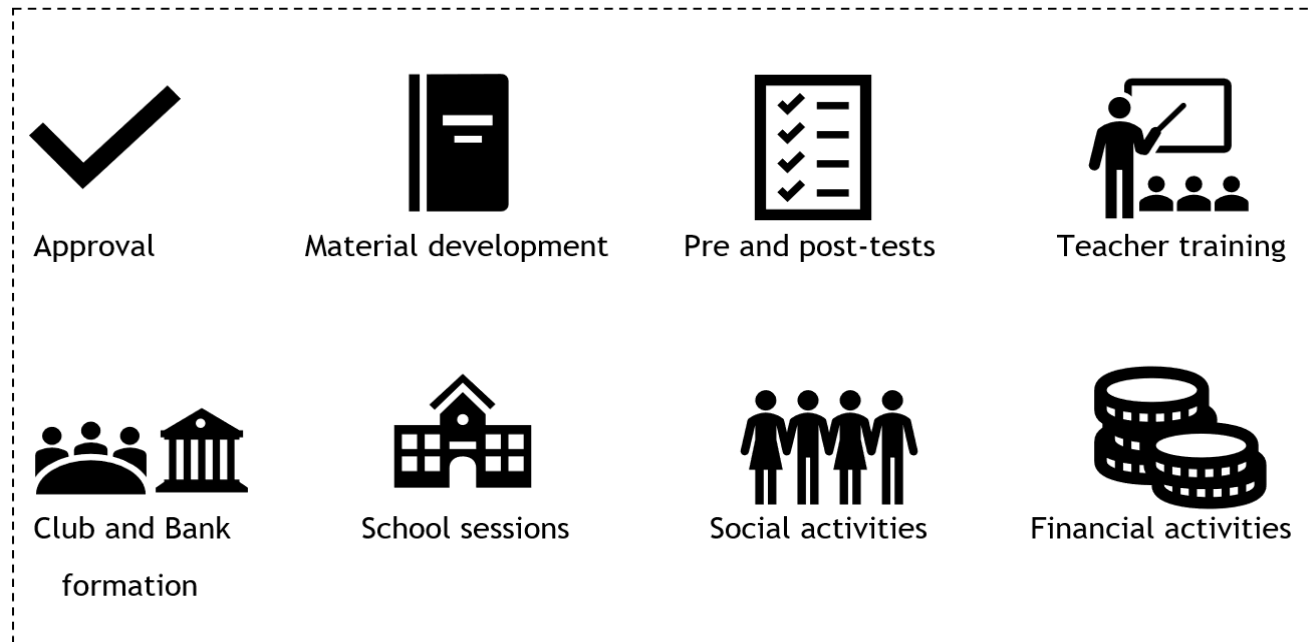 Approval
Material development
Pre and post-tests
Teacher training
Club and Bank
formation
School sessions
Social activities
Financial activities